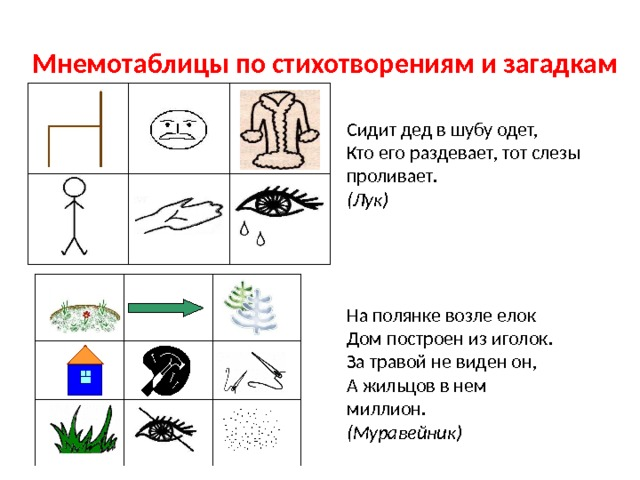 Мнемотаблицы по стихотворениям и загадкам
Сидит дед в шубу одет,
Кто его раздевает, тот слезы
проливает.
(Лук)
На полянке возле елок
Дом построен из иголок.
За травой не виден он,
А жильцов в нем
миллион.
(Муравейник)